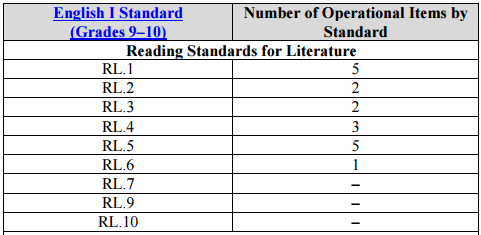 English I Standard Number of Operational Items by
(Grades 9–10) Standard
Reading Standards for Literature
RL.1 5
RL.2 2
RL.3 2
RL.4 3
RL.5 5
RL.6 1
RL.7 –
RL.9 –
RL.10 –